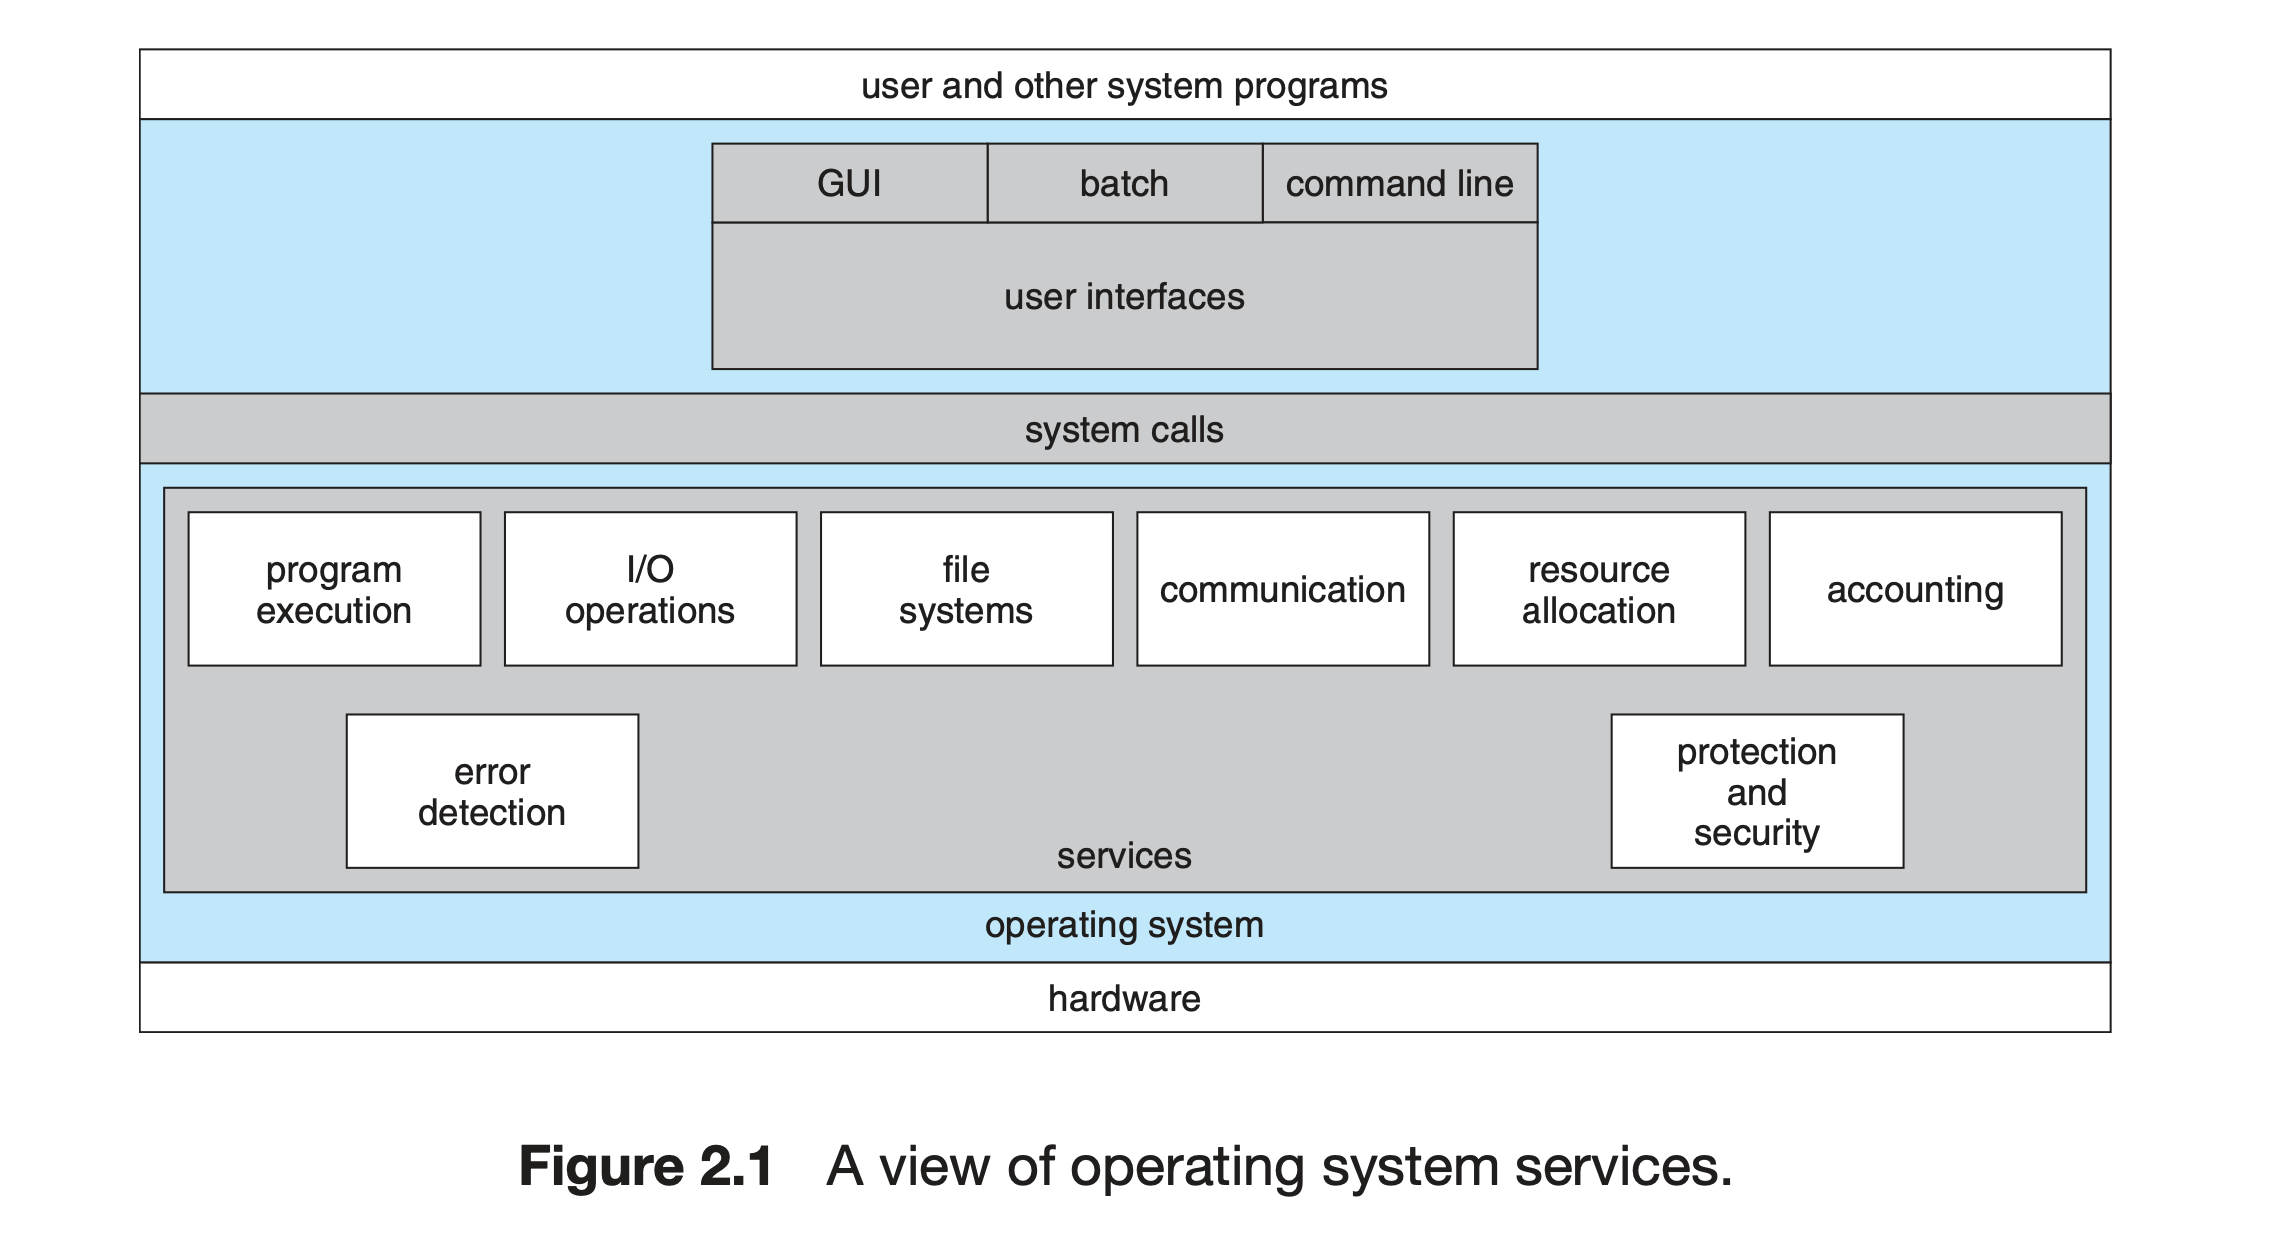 user and other system programs
GUI
batch
command line
user interfaces
system calls
program
execution
I/O
operations
file
systems
communication
resource
allocation
accounting
error
detection
protection
and
security
services
operating system
hardware
Figure 2.1 A view of operating system services.